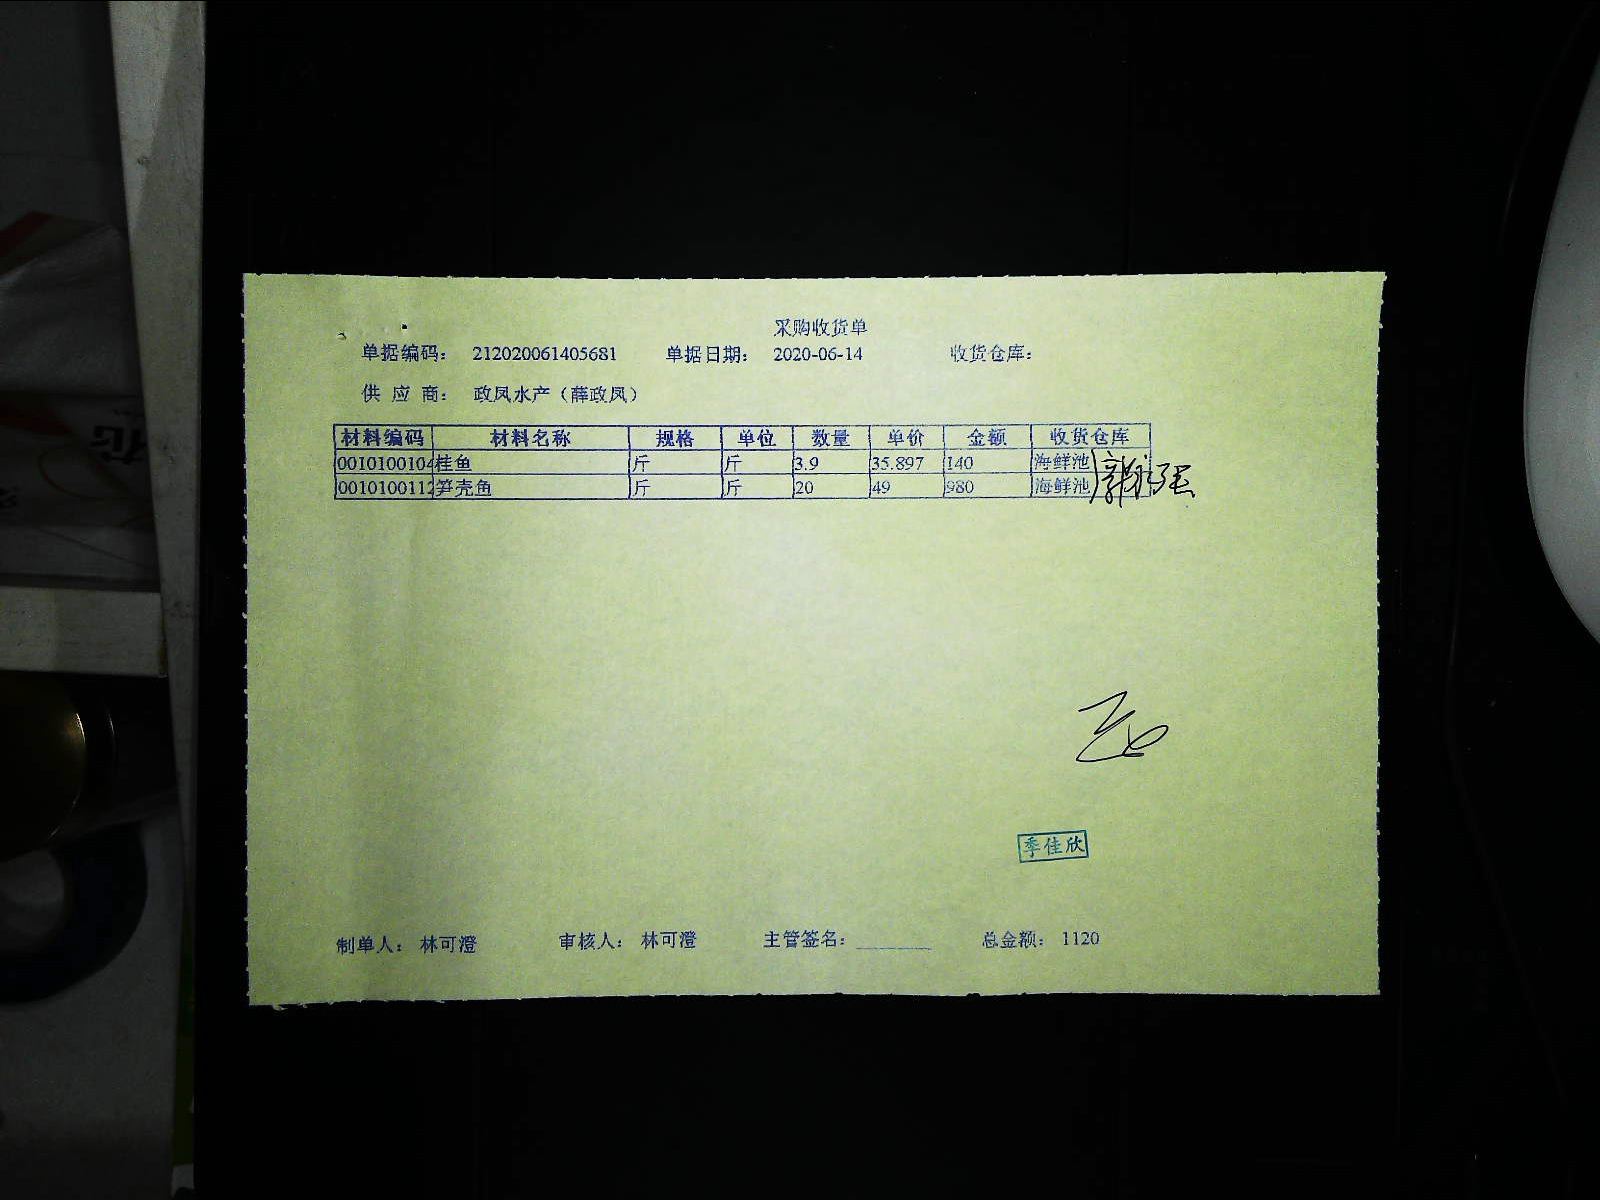 采购收货单
单据编码: 212020061405681 单据日期: 2020-06-14 收货仓库:
供 应 商: 政凤水产（薛政凤）
材料编码 材料名称 规格 单位 数量 单价 金额 收货仓库
0010100104 桂鱼 斤 斤 3.9 35.897 140 海鲜池
0010100112 笋壳鱼 斤 斤 20 49 980 海鲜池
季佳欣
制单人: 林可澄 审核人: 林可澄 主管签名: 总金额: 1120